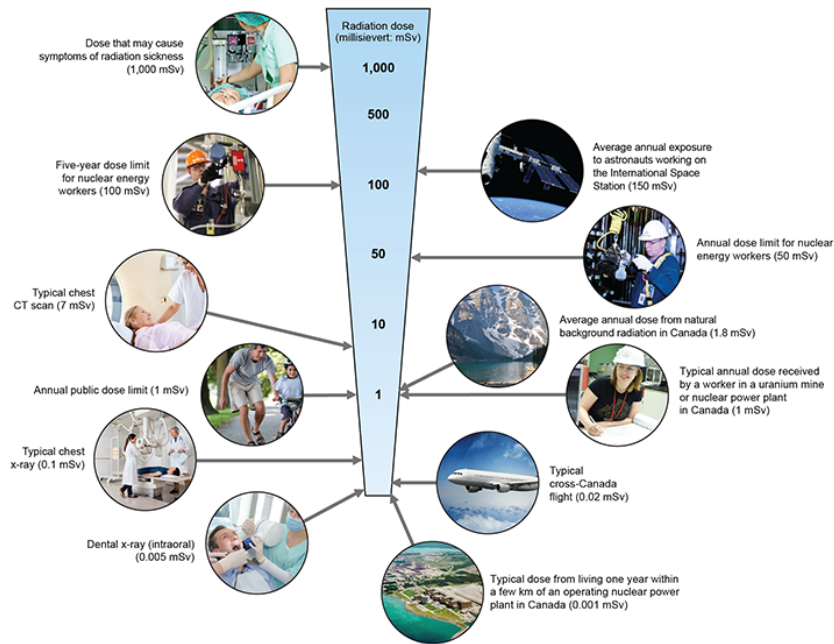 Radiation dose
(millisievert: mSv)
1,000
500
100
50
10
1
Dose that may cause
symptoms of radiation sickness
(1,000 mSv)
Five-year dose limit
for nuclear energy
workers (100 mSv)
Average annual exposure
to astronauts working on
the International Space
Station (150 mSv)
Annual dose limit for nuclear
energy workers (50 mSv)
Typical chest
CT scan (7 mSv)
Average annual dose from natural
background radiation in Canada (1.8 mSv)
Annual public dose limit (1 mSv)
Typical annual dose received
by a worker in a uranium mine
or nuclear power plant
in Canada (1 mSv)
Typical chest
x-ray (0.1 mSv)
Typical
cross-Canada
flight (0.02 mSv)
Dental x-ray (intraoral)
(0.005 mSv)
Typical dose from living one year within
a few km of an operating nuclear power
plant in Canada (0.001 mSv)